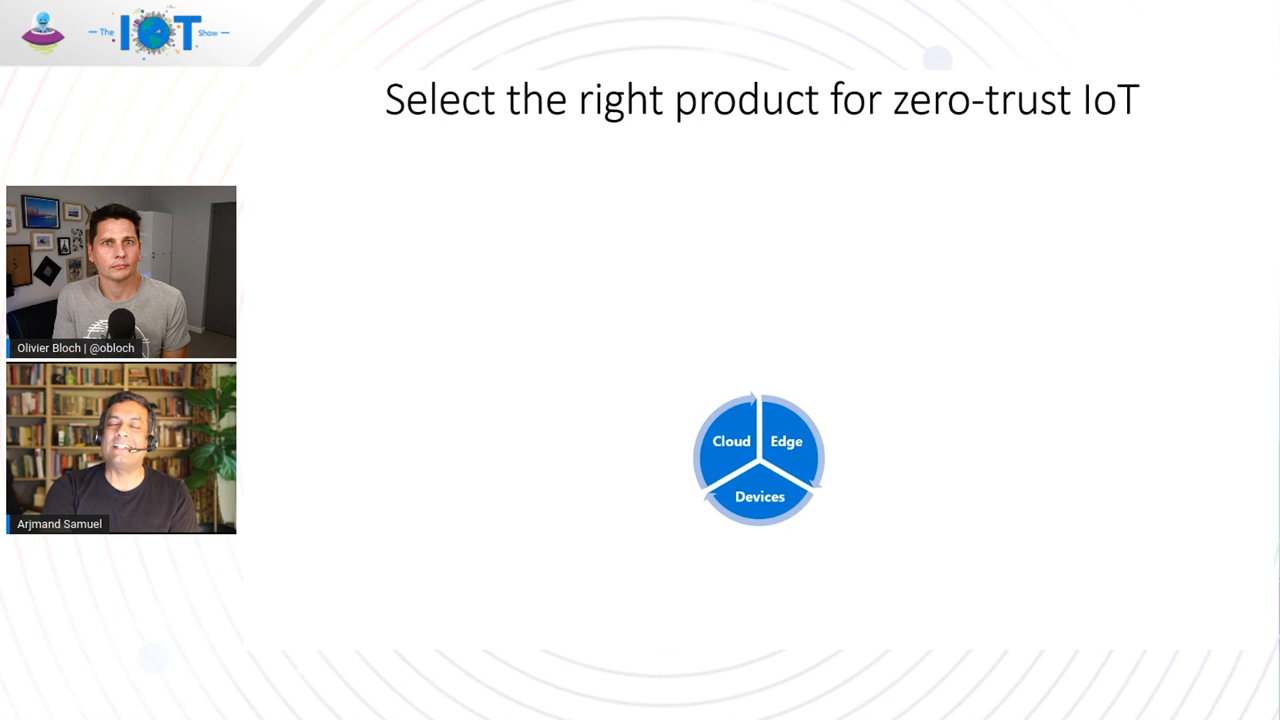 The IOT Show
Select the right product for zero-trust IoT
Olivier Bloch | @obloch
Arjmand Samuel
Cloud
Edge
Devices